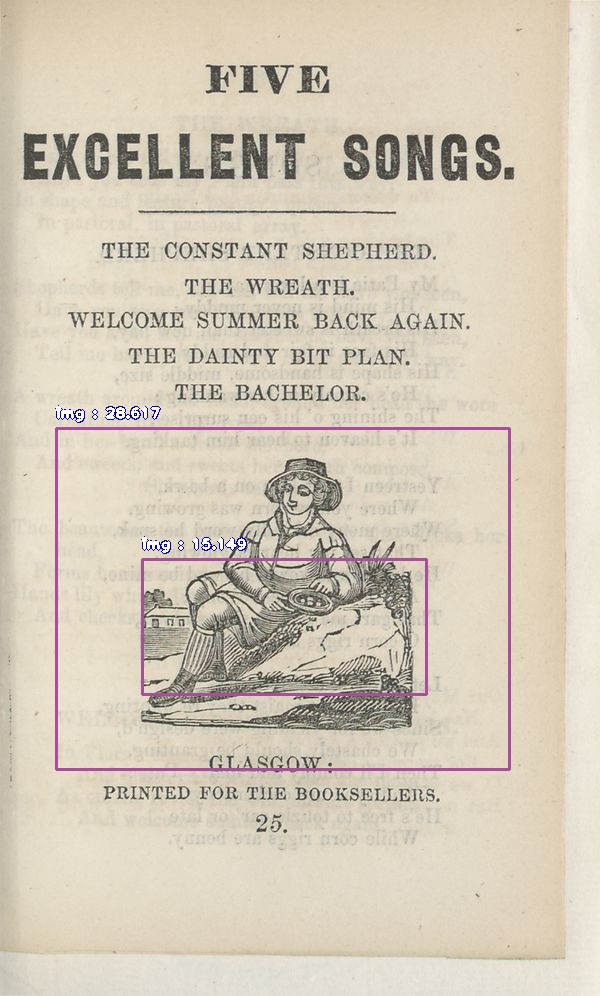 FIVE
EXCELLENT SONGS.
THE CONSTANT SHEPHERD.
THE WREATH.
WELCOME SUMMER BACK AGAIN.
THE DAINTY BIT PLAN.
THE BACHELOR.
img : 28.617
img : 15.149
GLASGOW:
PRINTED FOR THE BOOKSELLERS.
25.